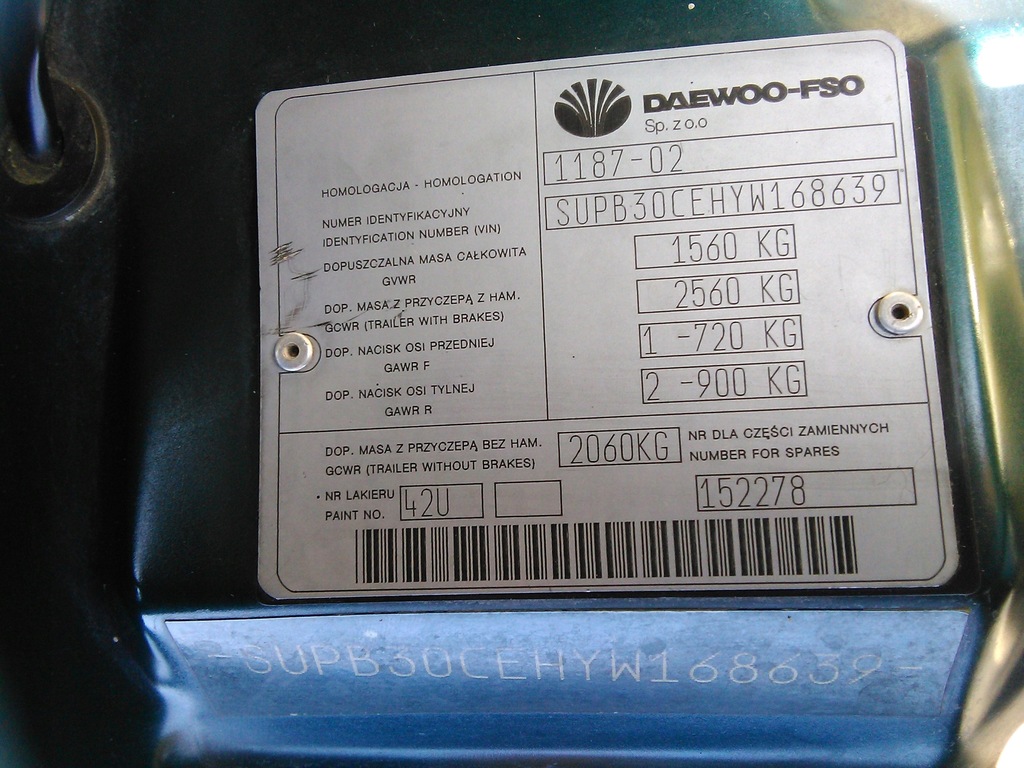 DAEWOO-FSO
Sp. z o.o
HOMOLOGACJA - HOMOLOGATION 1187-02
NUMER IDENTYFIKACYJNY
IDENTYFICATION NUMBER (VIN) SUPB30CEHYW168639
DOPUSZCZALNA MASA CAŁKOWITA
GVWR 1560 KG
DOP. MASA Z PRZYCZEPĄ Z HAM.
GCWR (TRAILER WITH BRAKES) 2560 KG
DOP. NACISK OSI PRZEDNIEJ
GAWR F 1 -720 KG
DOP. NACISK OSI TYLNEJ
GAWR R 2 -900 KG
DOP. MASA Z PRZYCZEPĄ BEZ HAM.
GCWR (TRAILER WITHOUT BRAKES) 2060KG
NR DLA CZĘŚCI ZAMIENNYCH
NUMBER FOR SPARES
152278
NR LAKIERU
PAINT NO. 42U
-SUPB30CEHYW168639-